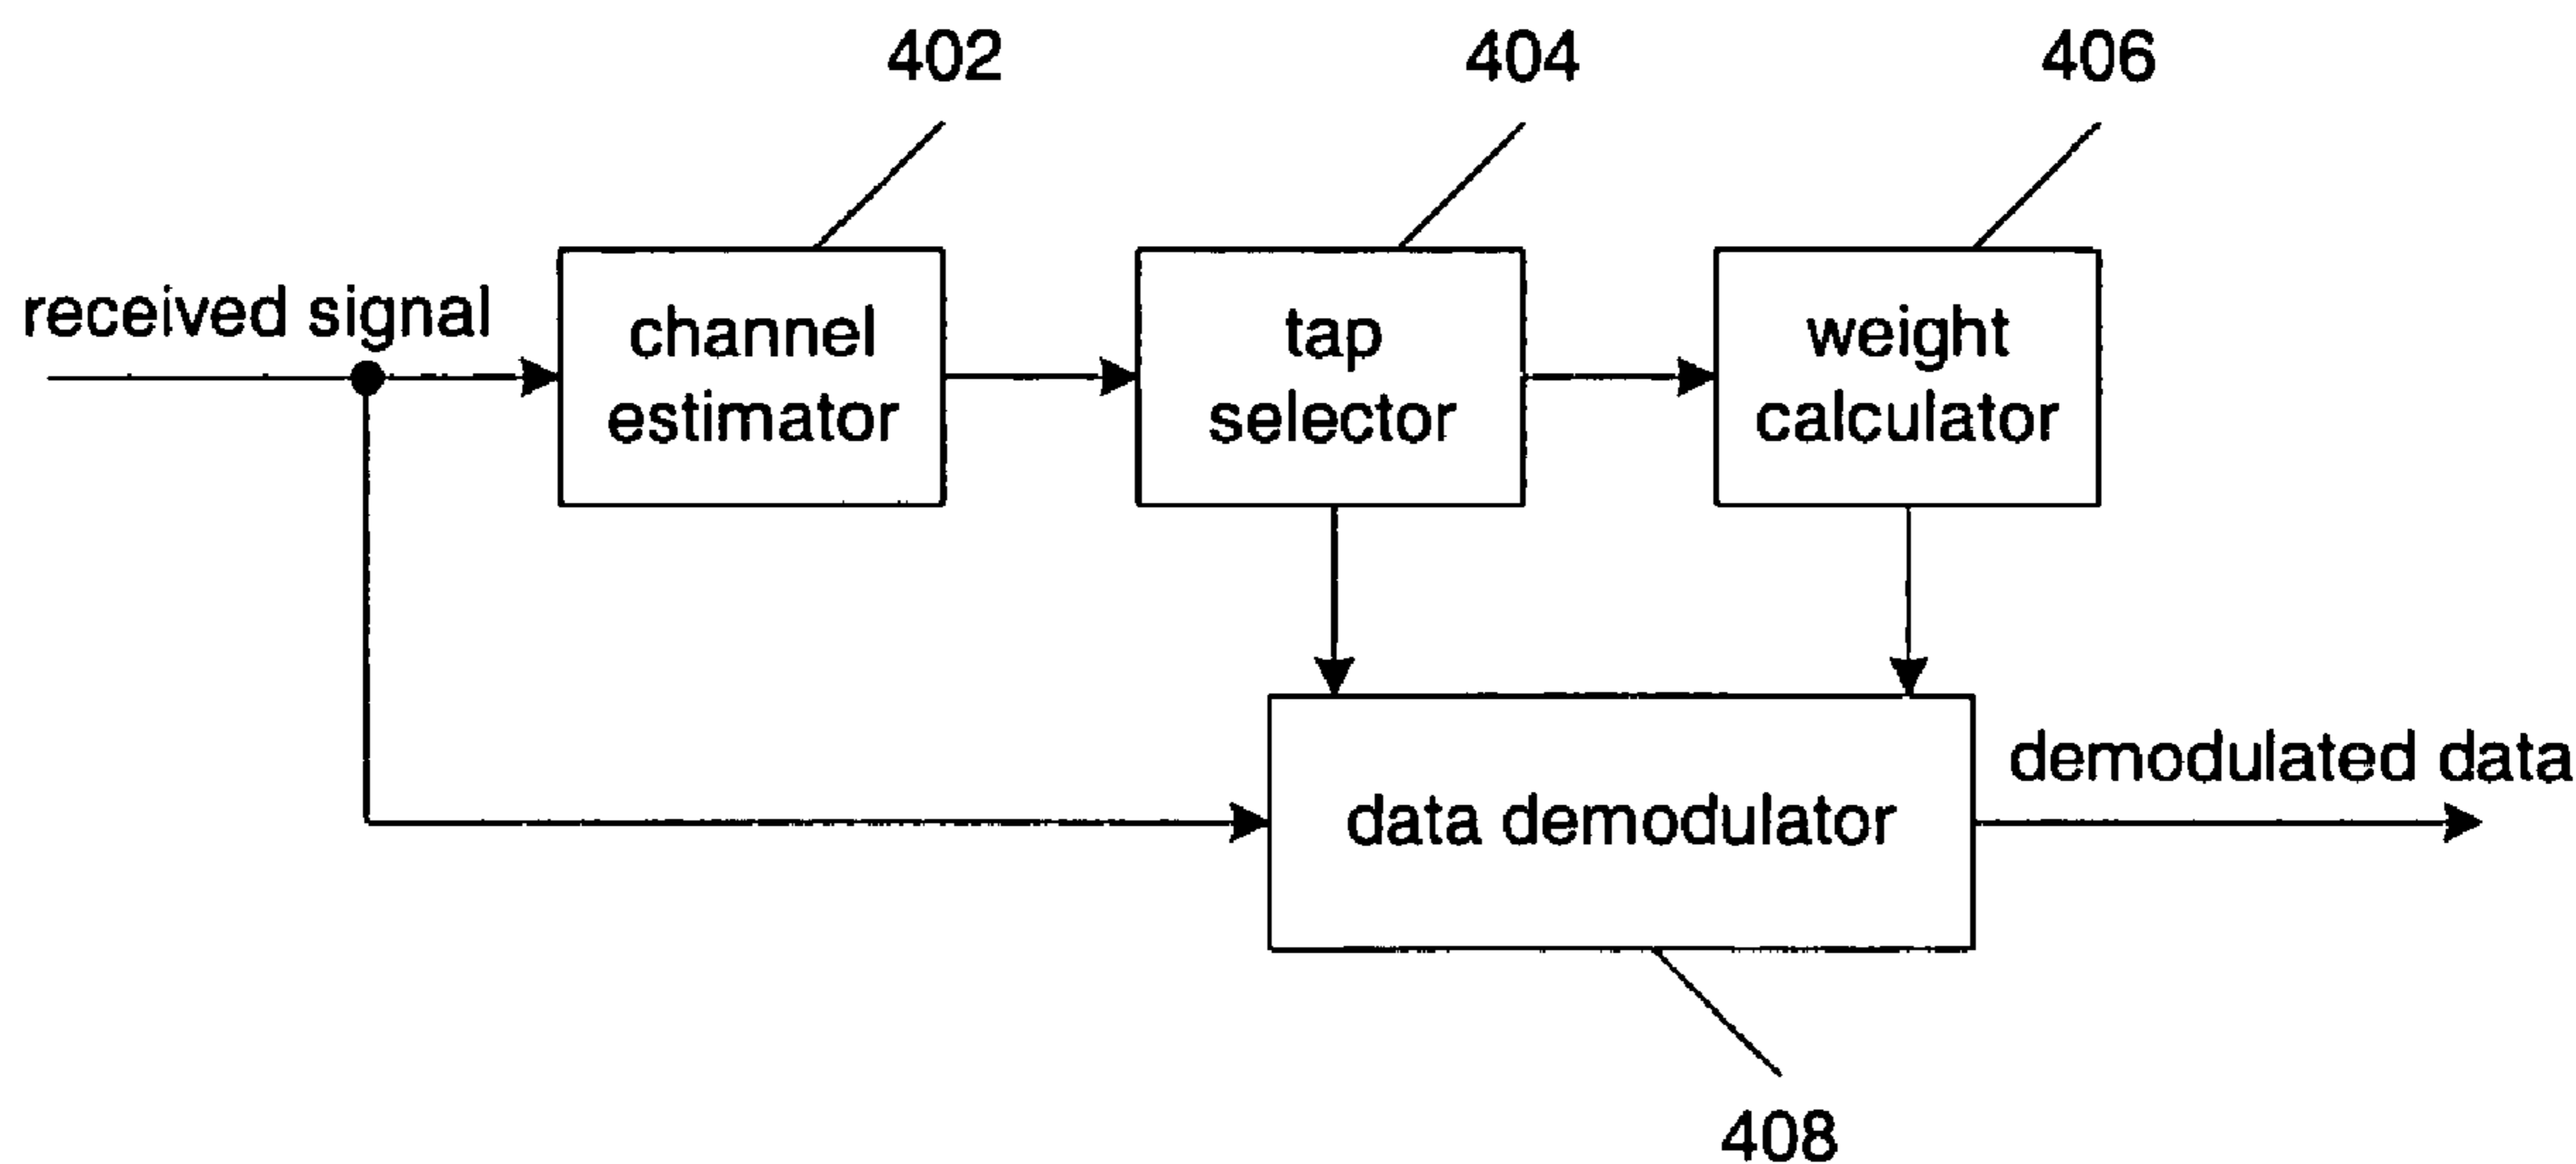 402
404
406
received signal
channel
estimator
tap
selector
weight
calculator
data demodulator
demodulated data
408